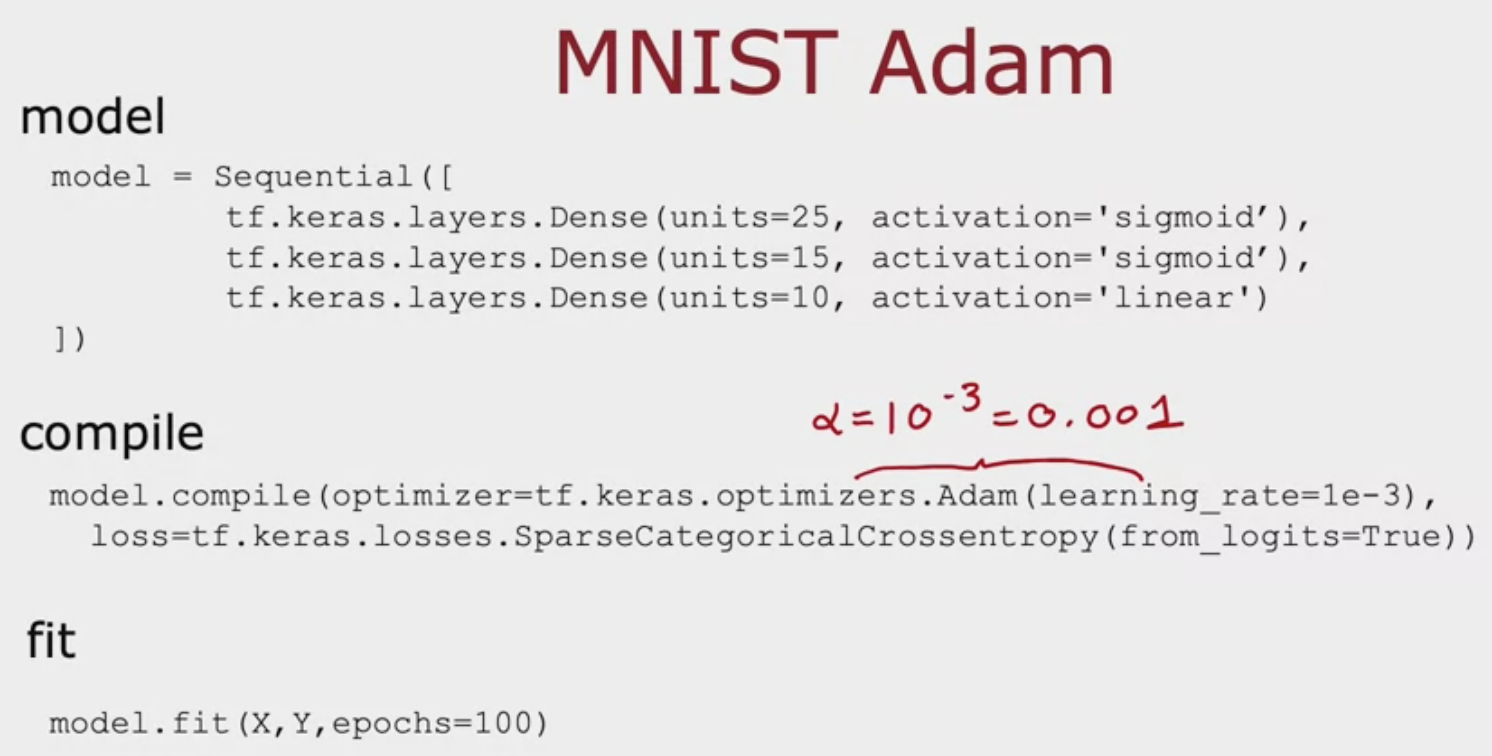 MNIST Adam
model
model = Sequential([
tf.keras.layers.Dense(units=25, activation='sigmoid’),
tf.keras.layers.Dense(units=15, activation='sigmoid’),
tf.keras.layers.Dense(units=10, activation='linear')
])
α=10⁻³=0.001
compile
model.compile(optimizer=tf.keras.optimizers.Adam(learning_rate=1e-3),
loss=tf.keras.losses.SparseCategoricalCrossentropy(from_logits=True))
fit
model.fit(X,Y,epochs=100)